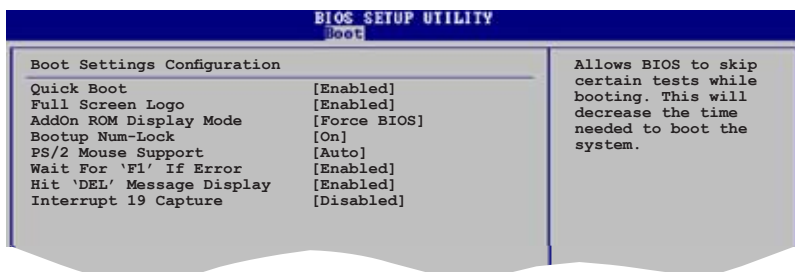 BIOS SETUP UTILITY
Boot
Boot Settings Configuration
Quick Boot [Enabled]
Full Screen Logo [Enabled]
AddOn ROM Display Mode [Force BIOS]
Bootup Num-Lock [On]
PS/2 Mouse Support [Auto]
Wait For ‘F1’ If Error [Enabled]
Hit ‘DEL’ Message Display [Enabled]
Interrupt 19 Capture [Disabled]
Allows BIOS to skip
certain tests while
booting. This will
decrease the time
needed to boot the
system.